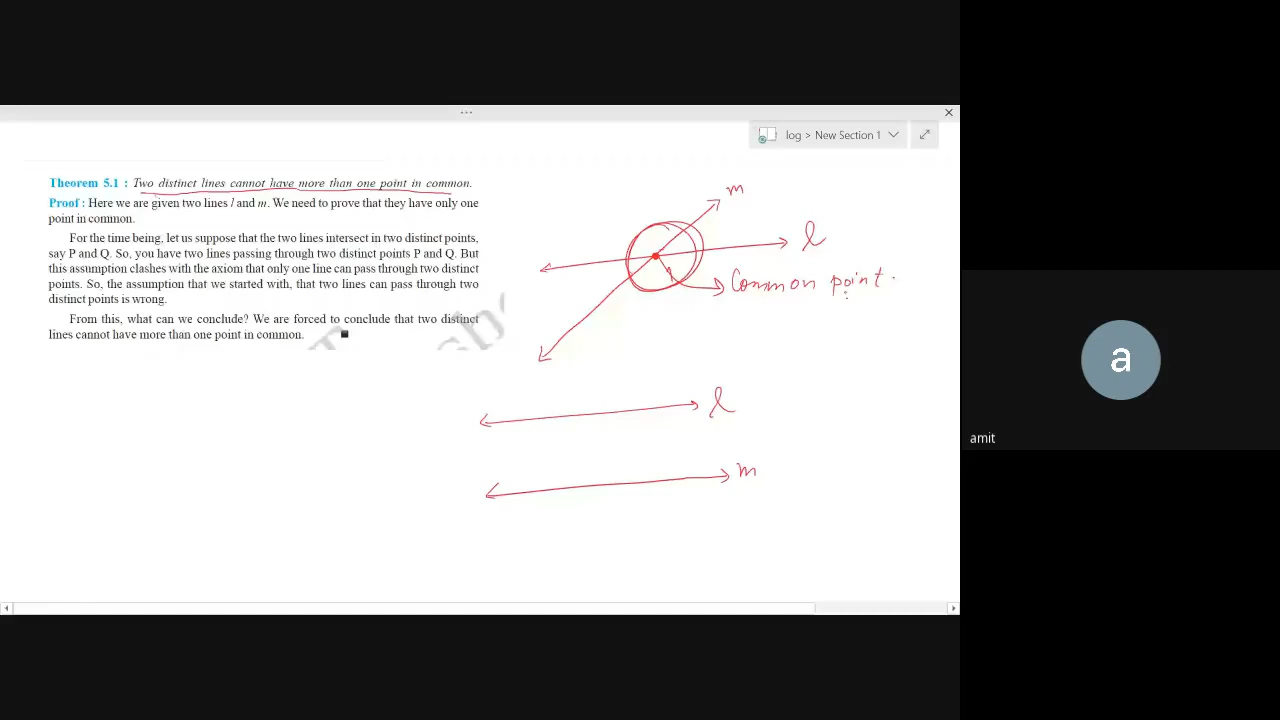 log > New Section 1
Theorem 5.1 : Two distinct lines cannot have more than one point in common.
Proof : Here we are given two lines l and m. We need to prove that they have only one
point in common.
For the time being, let us suppose that the two lines intersect in two distinct points,
say P and Q. So, you have two lines passing through two distinct points P and Q. But
this assumption clashes with the axiom that only one line can pass through two distinct
points. So, the assumption that we started with, that two lines can pass through two
distinct points is wrong.
From this, what can we conclude? We are forced to conclude that two distinct
lines cannot have more than one point in common.
m
l
Common point.
l
m
a
amit